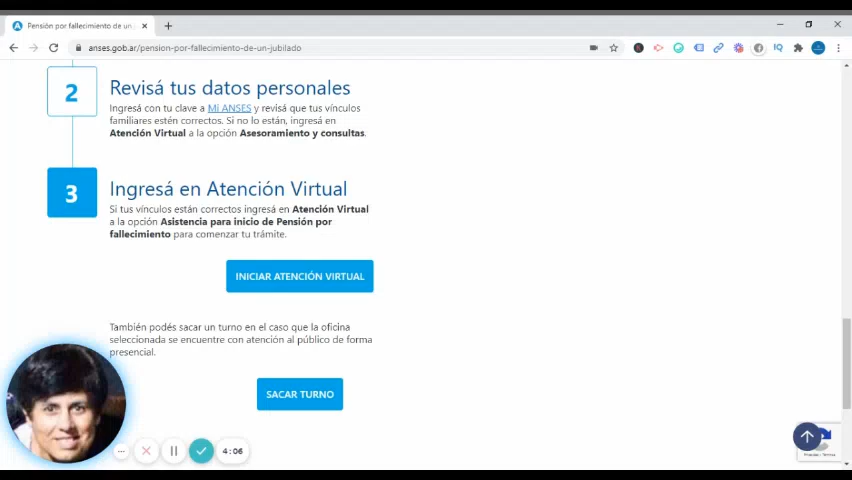 Pensión por fallecimiento de un
anses.gob.ar/pension-por-fallecimiento-de-un-jubilado
2
Revisá tus datos personales
Ingresá con tu clave a Mi ANSES y revisá que tus vínculos
familiares estén correctos. Si no lo están, ingresá en
Atención Virtual a la opción Asesoramiento y consultas.
3
Ingresá en Atención Virtual
Si tus vínculos están correctos ingresá en Atención Virtual
a la opción Asistencia para inicio de Pensión por
fallecimiento para comenzar tu trámite.
INICIAR ATENCIÓN VIRTUAL
También podés sacar un turno en el caso que la oficina
seleccionada se encuentre con atención al público de forma
presencial.
SACAR TURNO
4:06